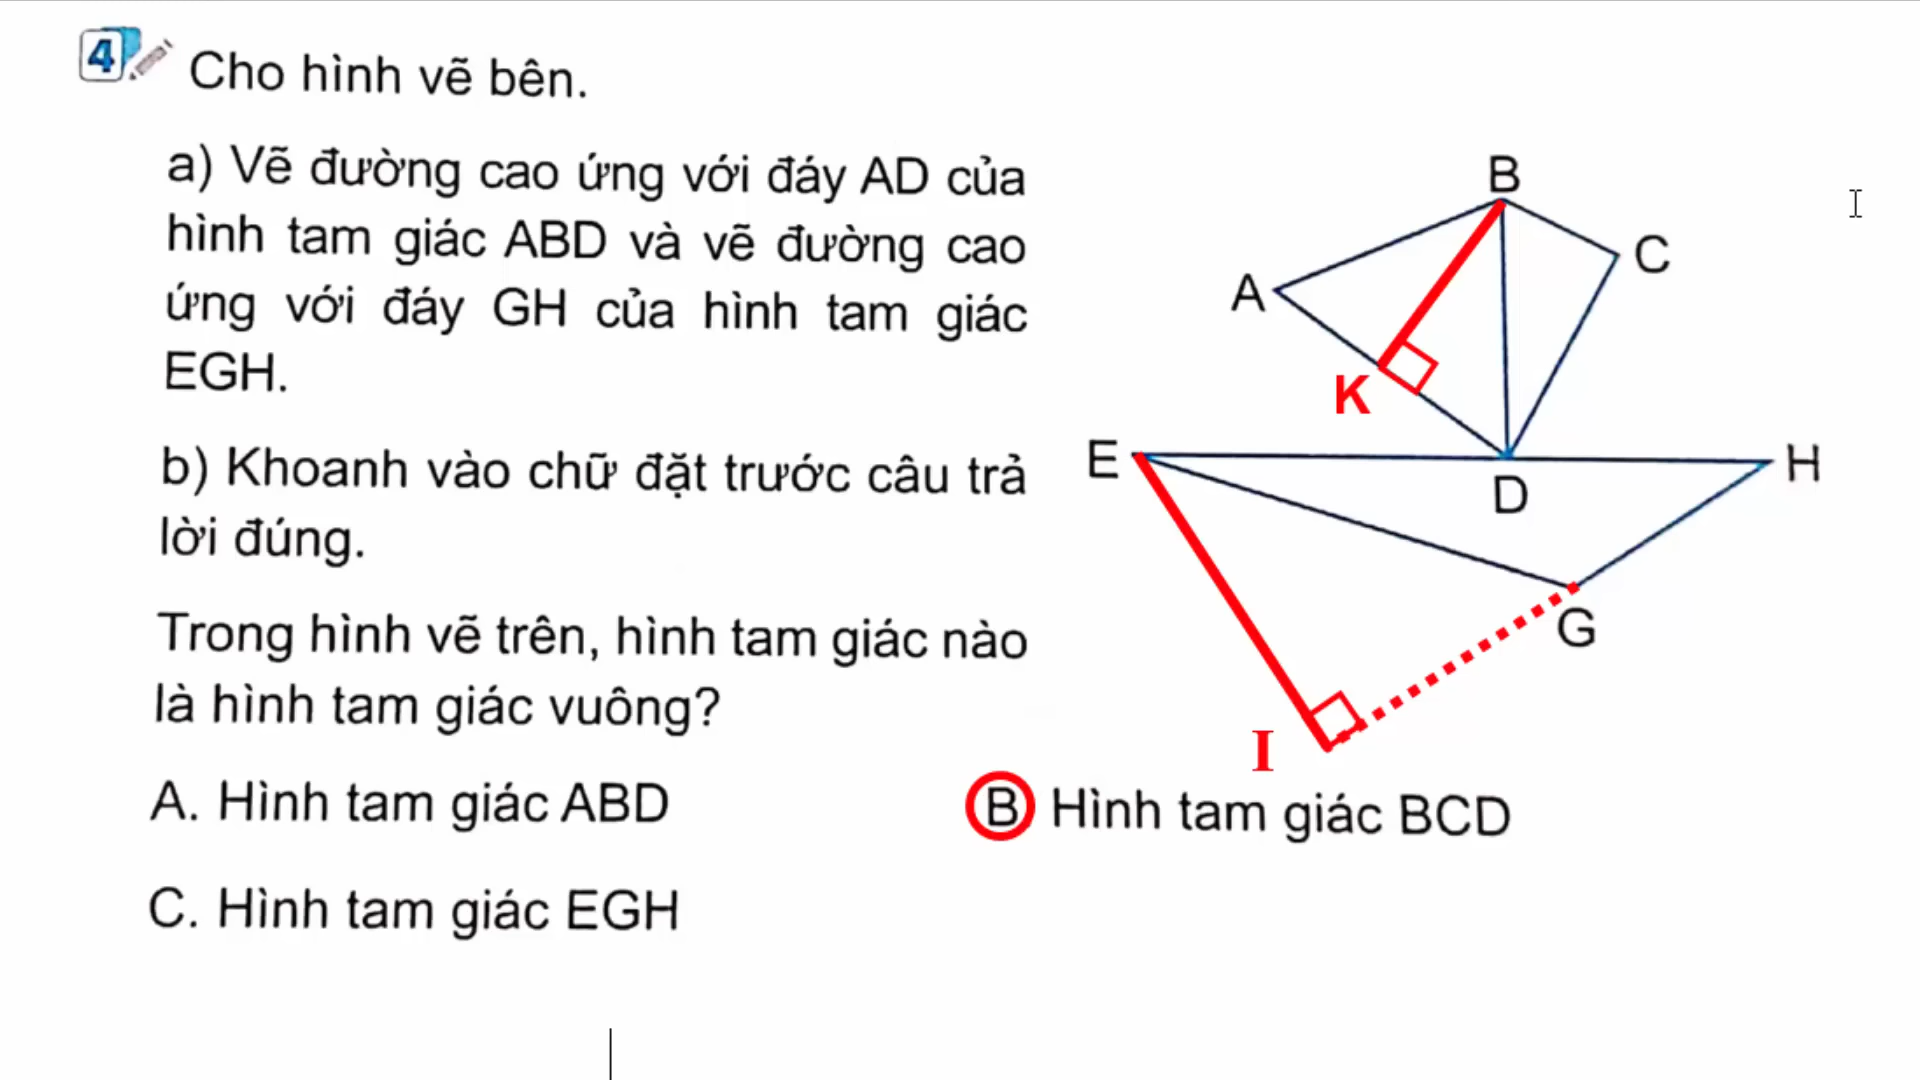 4 Cho hình vẽ bên.
a) Vẽ đường cao ứng với đáy AD của
hình tam giác ABD và vẽ đường cao
ứng với đáy GH của hình tam giác
EGH.
b) Khoanh vào chữ đặt trước câu trả
lời đúng.
Trong hình vẽ trên, hình tam giác nào
là hình tam giác vuông?
A. Hình tam giác ABD
B Hình tam giác BCD
C. Hình tam giác EGH
B
C
A
K
E
H
D
G
I